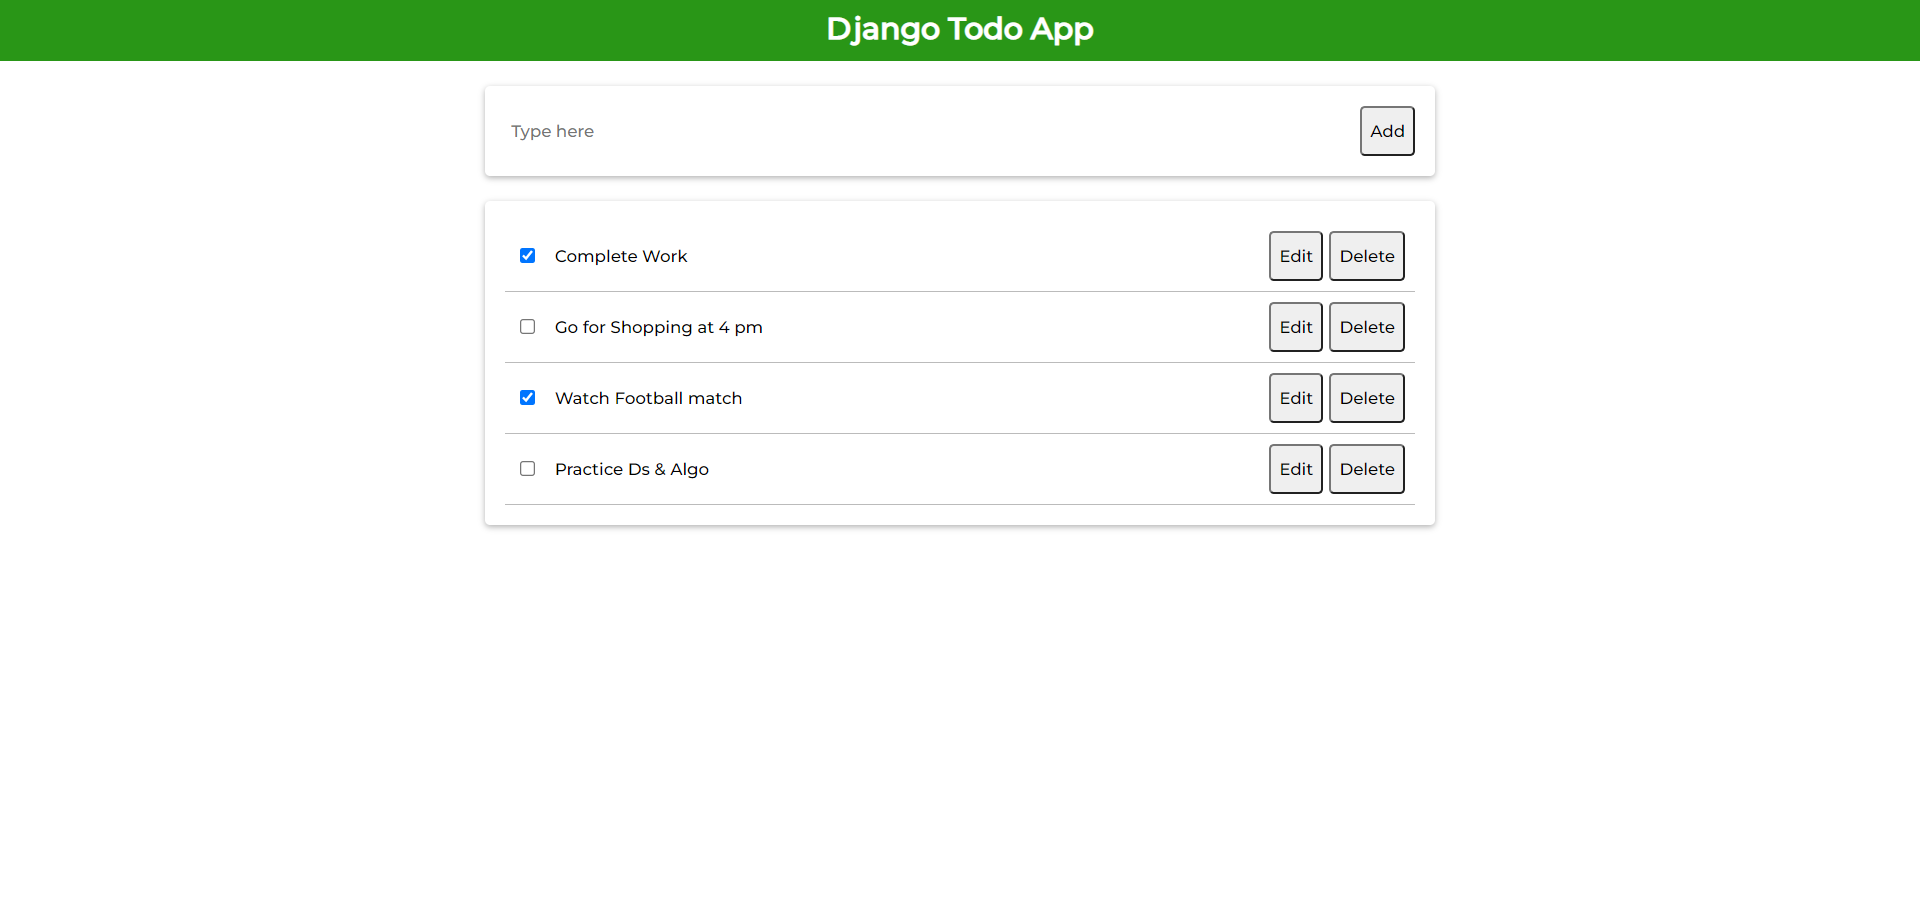 Django Todo App
Type here Add
Complete Work Edit Delete
Go for Shopping at 4 pm Edit Delete
Watch Football match Edit Delete
Practice Ds & Algo Edit Delete